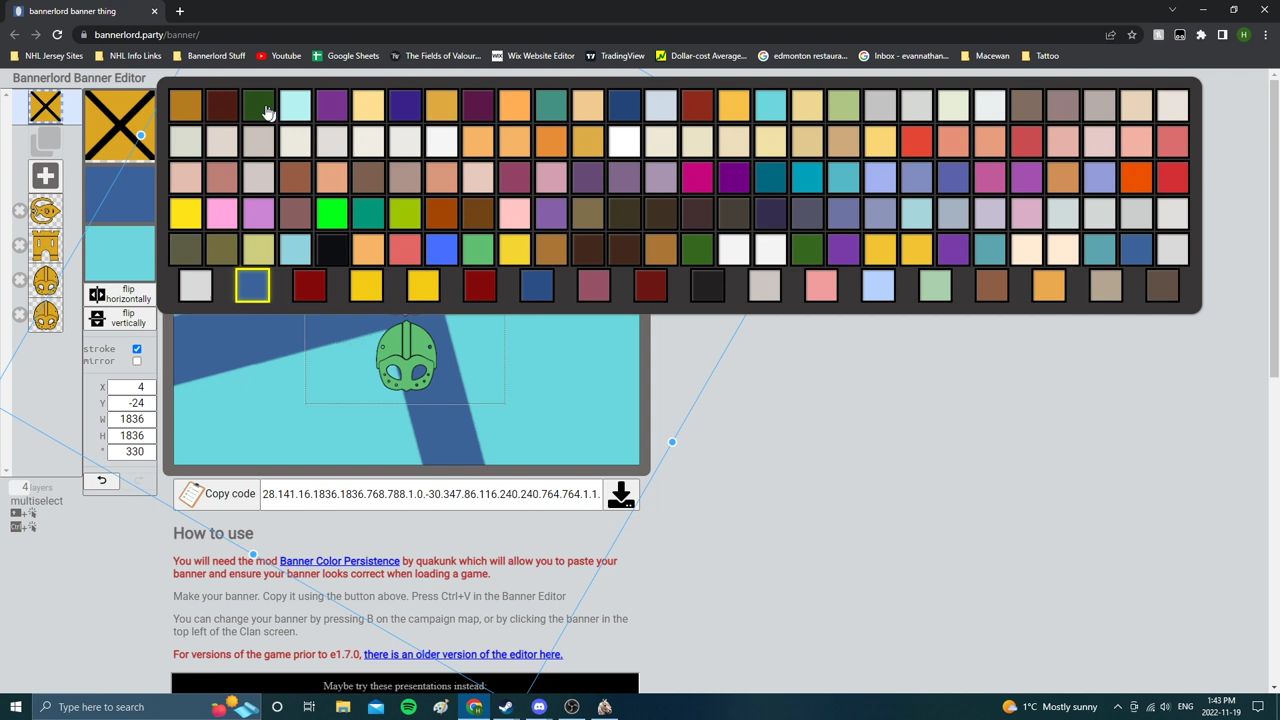 bannerlord banner editor
bannerlord.party/banner/
NHL Jersey Sites
NHL Info Links
Bannerlord Stuff
Youtube
Google Sheets
The Fields of Valour...
Wix Website Editor
TradingView
Dollar-cost Average...
edmonton restaura...
Inbox - evannathan...
Macewan
Tattoo
Bannerlord Banner Editor
flip
horizontally
flip
vertically
stroke
mirror
X 4
Y -24
W 1836
H 1836
° 330
4 layers
multiselect
Copy code
28.141.16.1836.1836.768.788.1.0.-30.347.86.116.240.240.764.764.1.1.
How to use
You will need the mod Banner Color Persistence by quakunk which will allow you to paste your
banner and ensure your banner looks correct when loading a game.
Make your banner. Copy it using the button above. Press Ctrl+V in the Banner Editor
You can change your banner by pressing B on the campaign map, or by clicking the banner in the
top left of the Clan screen.
For versions of the game prior to e1.7.0, there is an older version of the editor here.
Maybe try these presentations instead:
Type here to search
1°C Mostly sunny
ENG
1:43 PM
2022-11-19